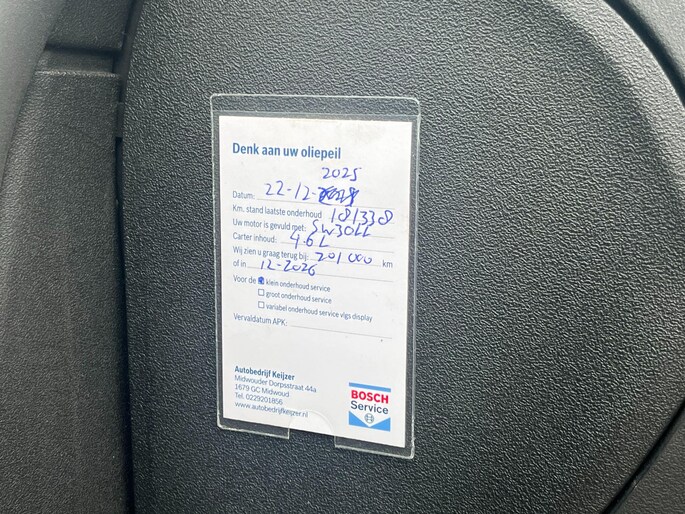 Denk aan uw oliepeil
2025
Datum: 22-12-
Km. stand laatste onderhoud 181338
Uw motor is gevuld met: 5W30LL
Carter inhoud: 4.6L
Wij zien u graag terug bij: 201000 km
of in 12-2026
Voor de klein onderhoud service
groot onderhoud service
variabel onderhoud service vlgs display
Vervaldatum APK:
Autobedrijf Keijzer
Midwouder Dorpsstraat 44a
1679 GC Midwoud
Tel. 0229201856
www.autobedrijfkeijzer.nl
BOSCH
Service